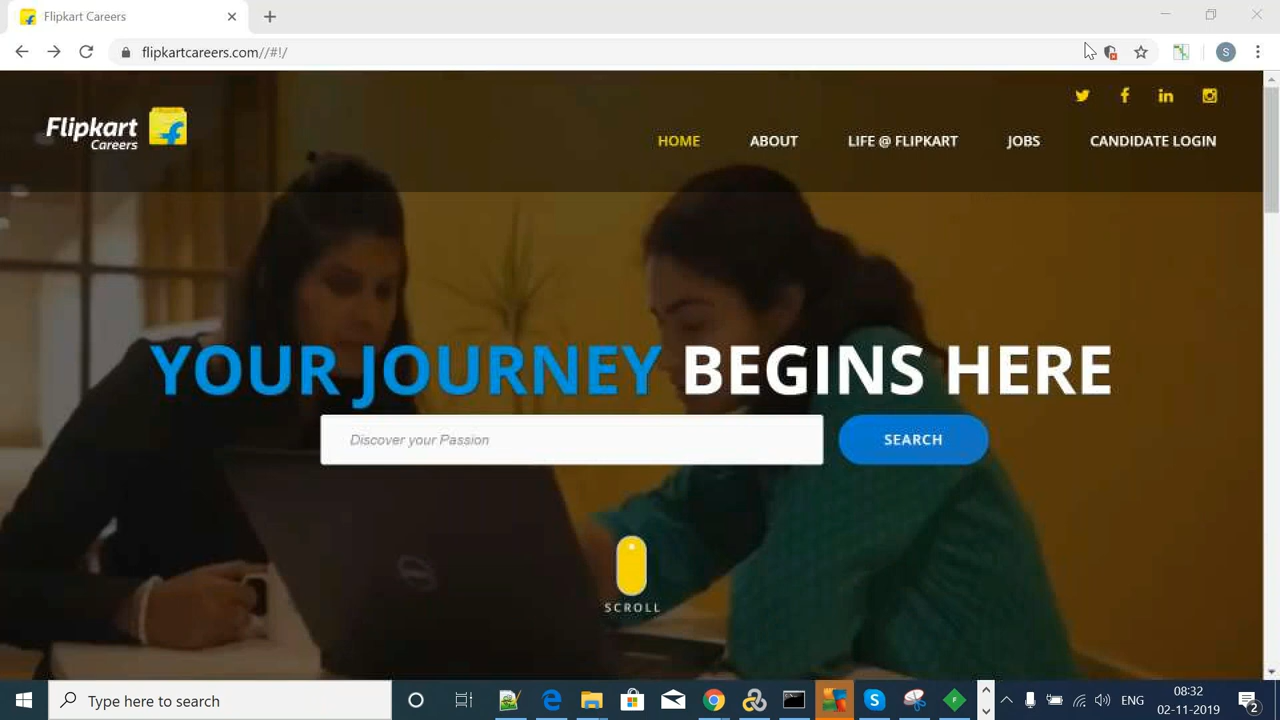 Flipkart Careers
flipkartcareers.com//#!/
S
Flipkart
Careers
HOME
ABOUT
LIFE @ FLIPKART
JOBS
CANDIDATE LOGIN
YOUR JOURNEY BEGINS HERE
Discover your Passion
SEARCH
SCROLL
Type here to search
ENG
08:32
02-11-2019
2